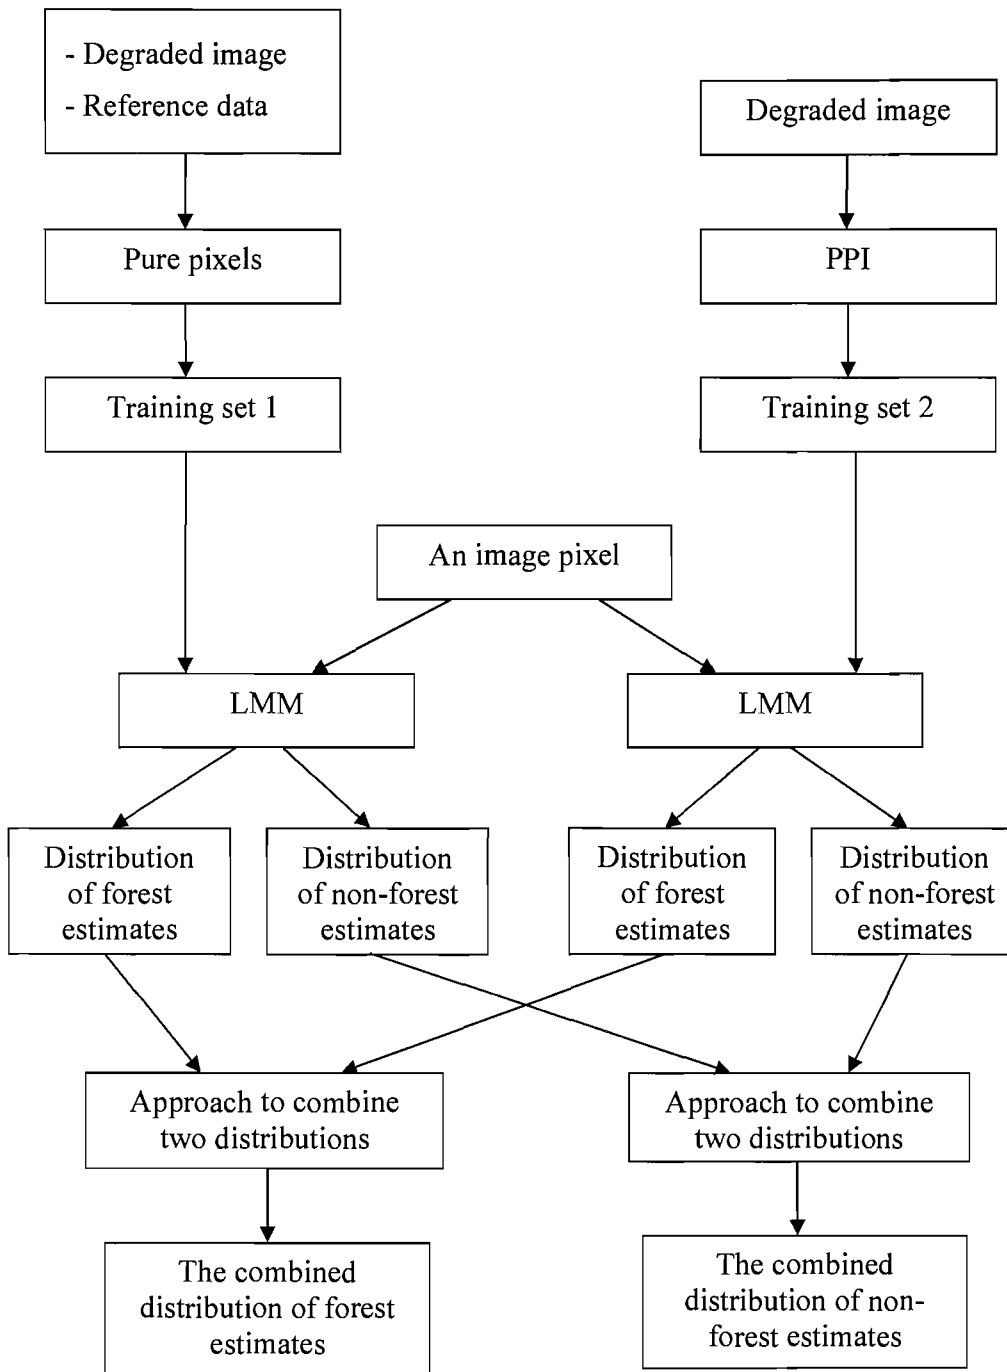 - Degraded image
- Reference data
Degraded image
Pure pixels
PPI
Training set 1
Training set 2
An image pixel
LMM
LMM
Distribution
of forest
estimates
Distribution
of non-forest
estimates
Distribution
of forest
estimates
Distribution
of non-forest
estimates
Approach to combine
two distributions
Approach to combine
two distributions
The combined
distribution of forest
estimates
The combined
distribution of non-
forest estimates